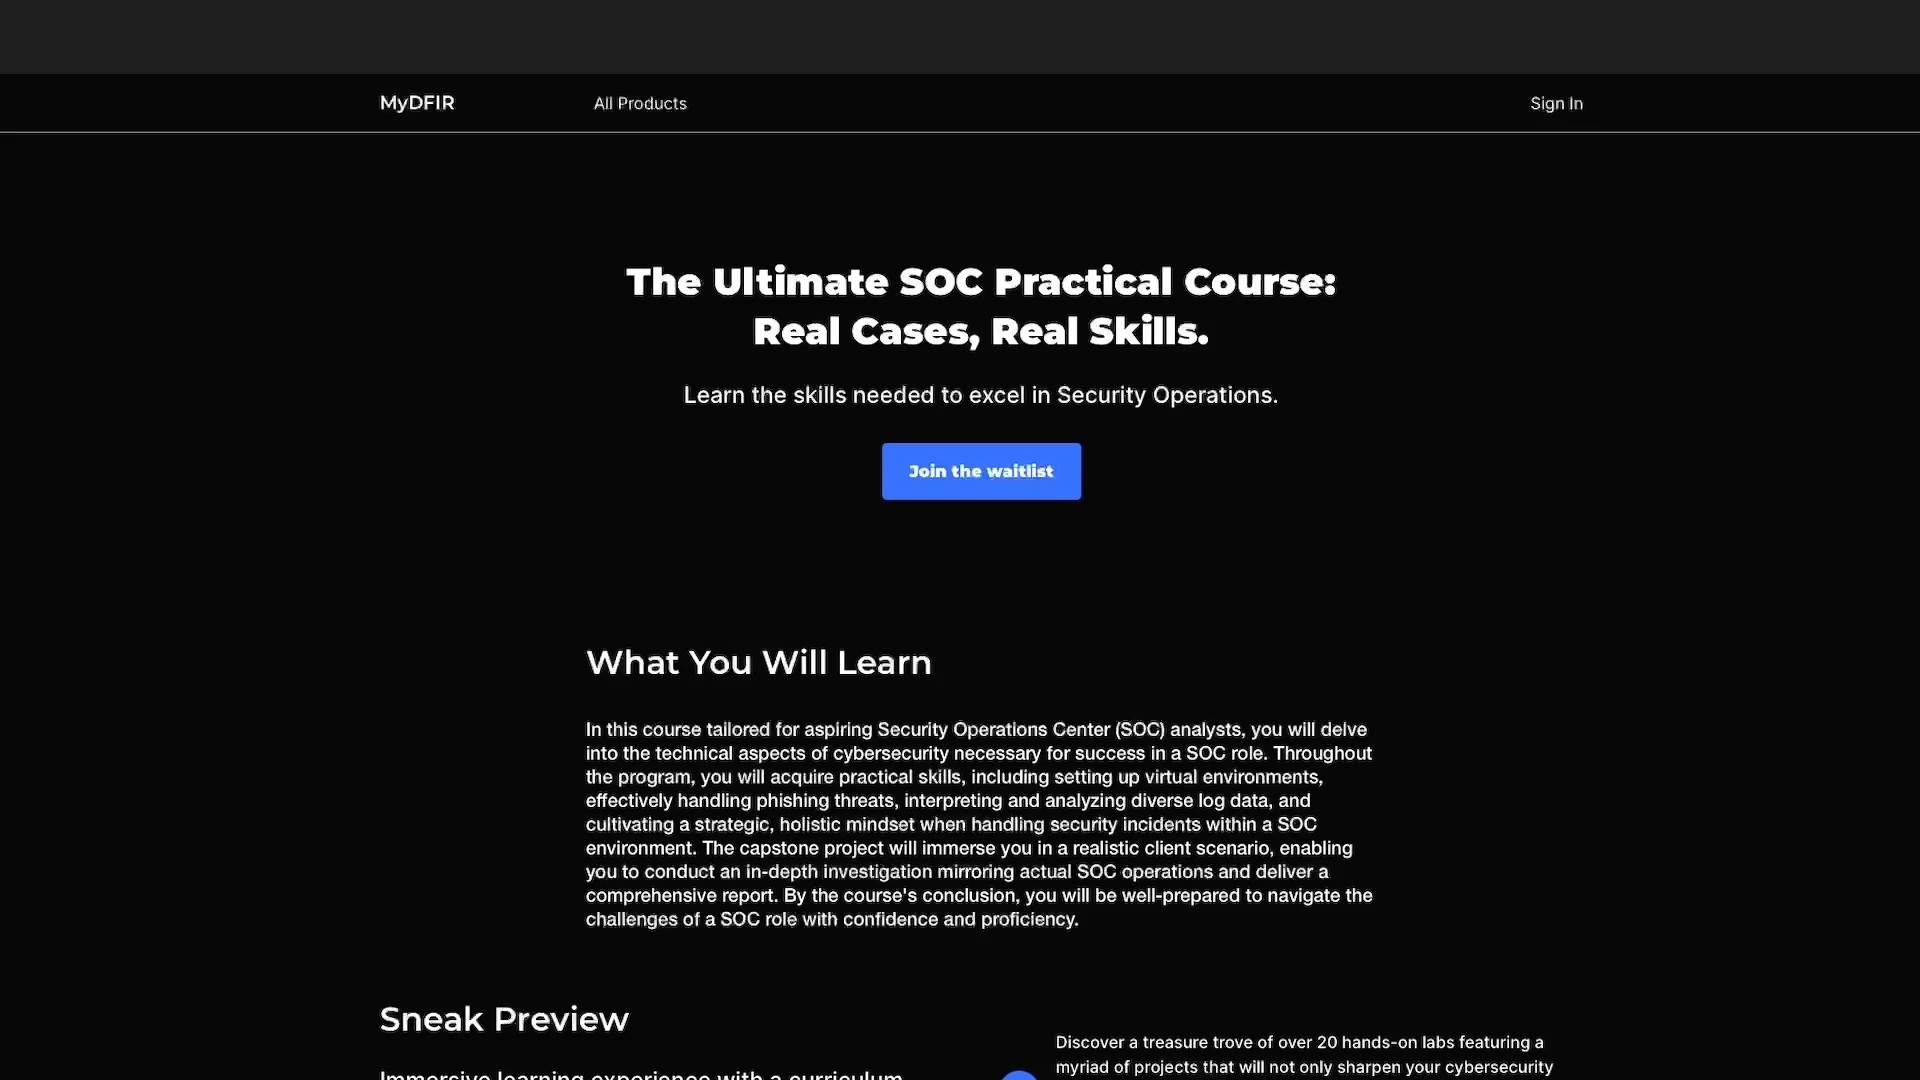 MyDFIR
All Products
Sign In
The Ultimate SOC Practical Course:
Real Cases, Real Skills.
Learn the skills needed to excel in Security Operations.
Join the waitlist
What You Will Learn
In this course tailored for aspiring Security Operations Center (SOC) analysts, you will delve
into the technical aspects of cybersecurity necessary for success in a SOC role. Throughout
the program, you will acquire practical skills, including setting up virtual environments,
effectively handling phishing threats, interpreting and analyzing diverse log data, and
cultivating a strategic, holistic mindset when handling security incidents within a SOC
environment. The capstone project will immerse you in a realistic client scenario, enabling
you to conduct an in-depth investigation mirroring actual SOC operations and deliver a
comprehensive report. By the course's conclusion, you will be well-prepared to navigate the
challenges of a SOC role with confidence and proficiency.
Sneak Preview
Immersive learning experience with a curriculum
Discover a treasure trove of over 20 hands-on labs featuring a
myriad of projects that will not only sharpen your cybersecurity